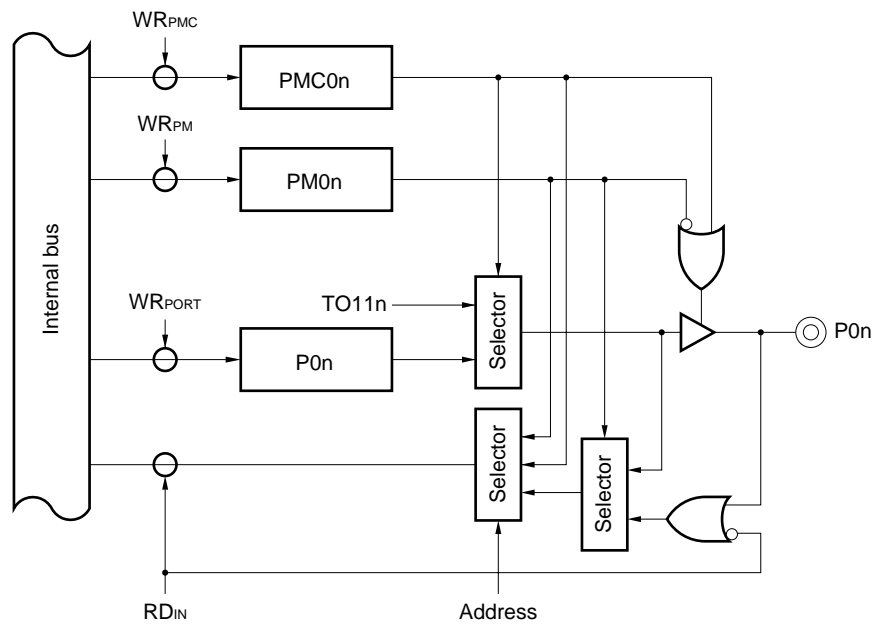 WRPMC
PMC0n
WRPM
PM0n
Internal bus
WRPORT
TO11n
Selector
P0n
P0n
Selector
Selector
RDIN
Address